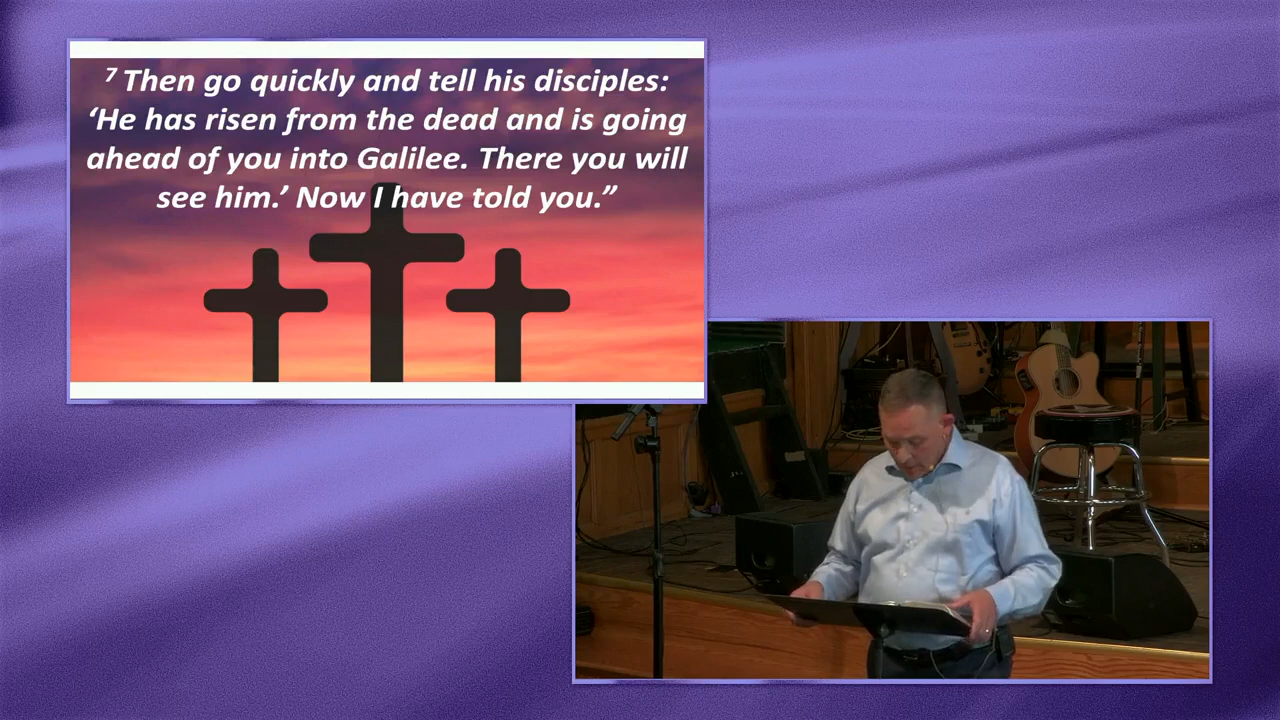 ⁷ Then go quickly and tell his disciples:
‘He has risen from the dead and is going
ahead of you into Galilee. There you will
see him.’ Now I have told you.”